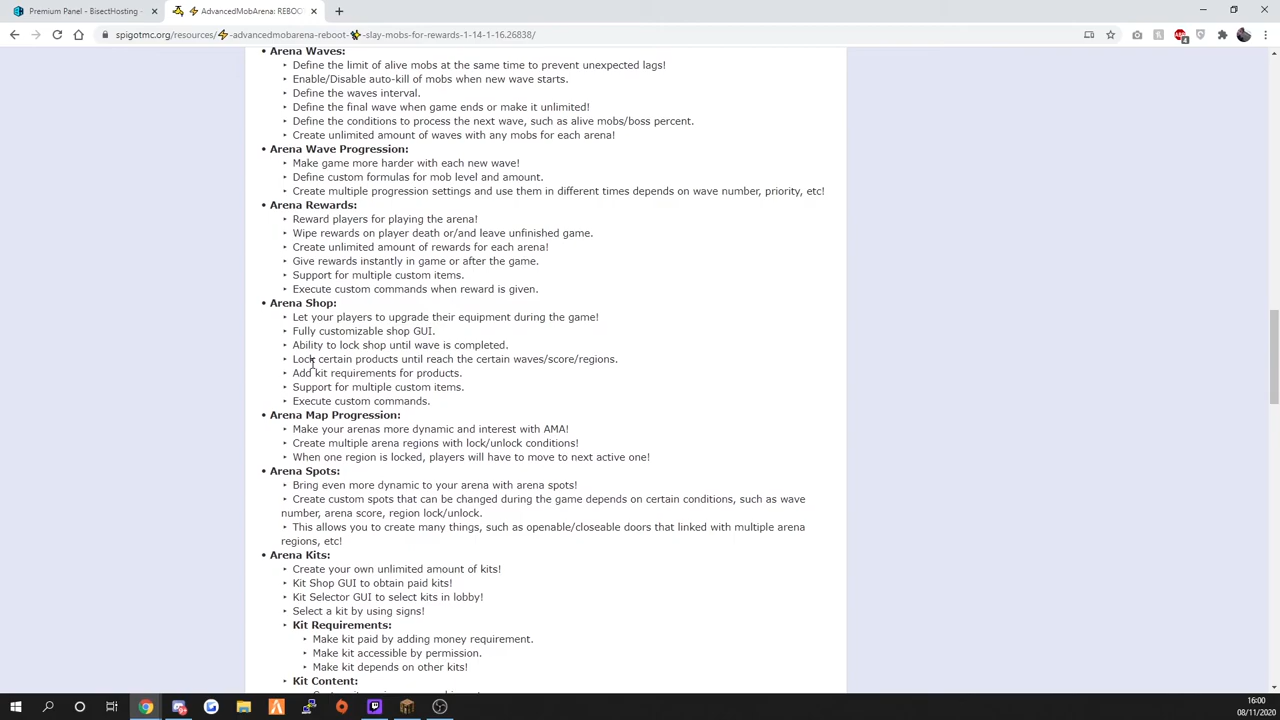 Premium Panel - BisectHosting -
AdvancedMobArena: REBOOT
spigotmc.org/resources/⚡-advancedmobarena-reboot-✨-slay-mobs-for-rewards-1-14-1-16.26838/
• Arena Waves:
‣ Define the limit of alive mobs at the same time to prevent unexpected lags!
‣ Enable/Disable auto-kill of mobs when new wave starts.
‣ Define the waves interval.
‣ Define the final wave when game ends or make it unlimited!
‣ Define the conditions to process the next wave, such as alive mobs/boss percent.
‣ Create unlimited amount of waves with any mobs for each arena!
• Arena Wave Progression:
‣ Make game more harder with each new wave!
‣ Define custom formulas for mob level and amount.
‣ Create multiple progression settings and use them in different times depends on wave number, priority, etc!
• Arena Rewards:
‣ Reward players for playing the arena!
‣ Wipe rewards on player death or/and leave unfinished game.
‣ Create unlimited amount of rewards for each arena!
‣ Give rewards instantly in game or after the game.
‣ Support for multiple custom items.
‣ Execute custom commands when reward is given.
• Arena Shop:
‣ Let your players to upgrade their equipment during the game!
‣ Fully customizable shop GUI.
‣ Ability to lock shop until wave is completed.
‣ Lock certain products until reach the certain waves/score/regions.
‣ Add kit requirements for products.
‣ Support for multiple custom items.
‣ Execute custom commands.
• Arena Map Progression:
‣ Make your arenas more dynamic and interest with AMA!
‣ Create multiple arena regions with lock/unlock conditions!
‣ When one region is locked, players will have to move to next active one!
• Arena Spots:
‣ Bring even more dynamic to your arena with arena spots!
‣ Create custom spots that can be changed during the game depends on certain conditions, such as wave
number, arena score, region lock/unlock.
‣ This allows you to create many things, such as openable/closeable doors that linked with multiple arena
regions, etc!
• Arena Kits:
‣ Create your own unlimited amount of kits!
‣ Kit Shop GUI to obtain paid kits!
‣ Kit Selector GUI to select kits in lobby!
‣ Select a kit by using signs!
‣ Kit Requirements:
‣ Make kit paid by adding money requirement.
‣ Make kit accessible by permission.
‣ Make kit depends on other kits!
‣ Kit Content:
16:00
08/11/2020